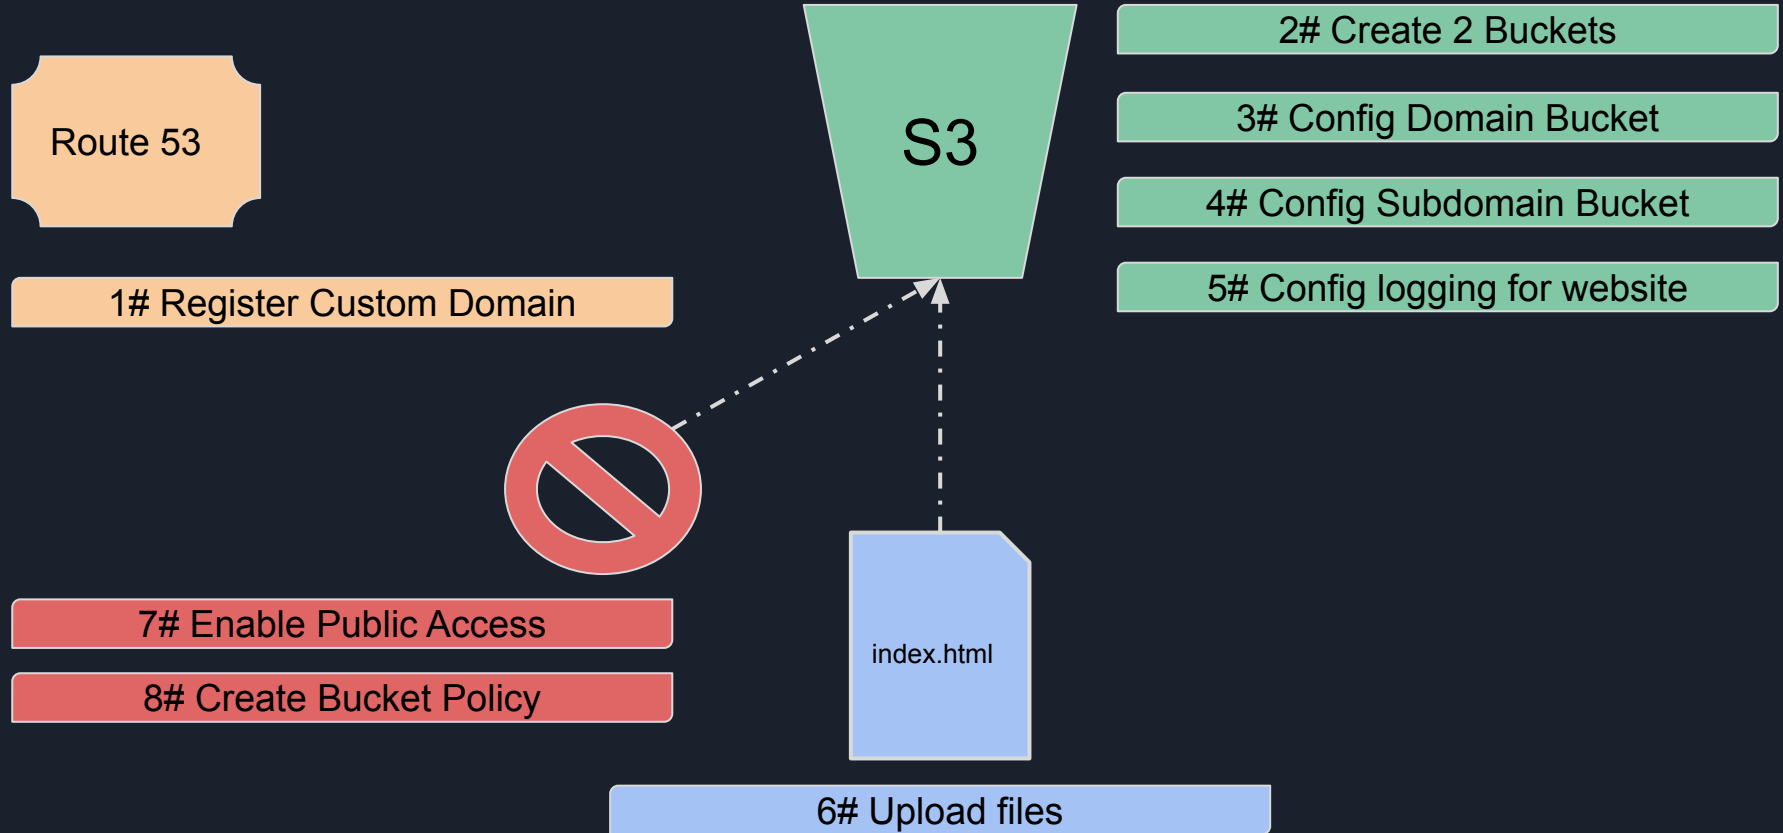 Route 53
1# Register Custom Domain
S3
2# Create 2 Buckets
3# Config Domain Bucket
4# Config Subdomain Bucket
5# Config logging for website
7# Enable Public Access
8# Create Bucket Policy
index.html
6# Upload files